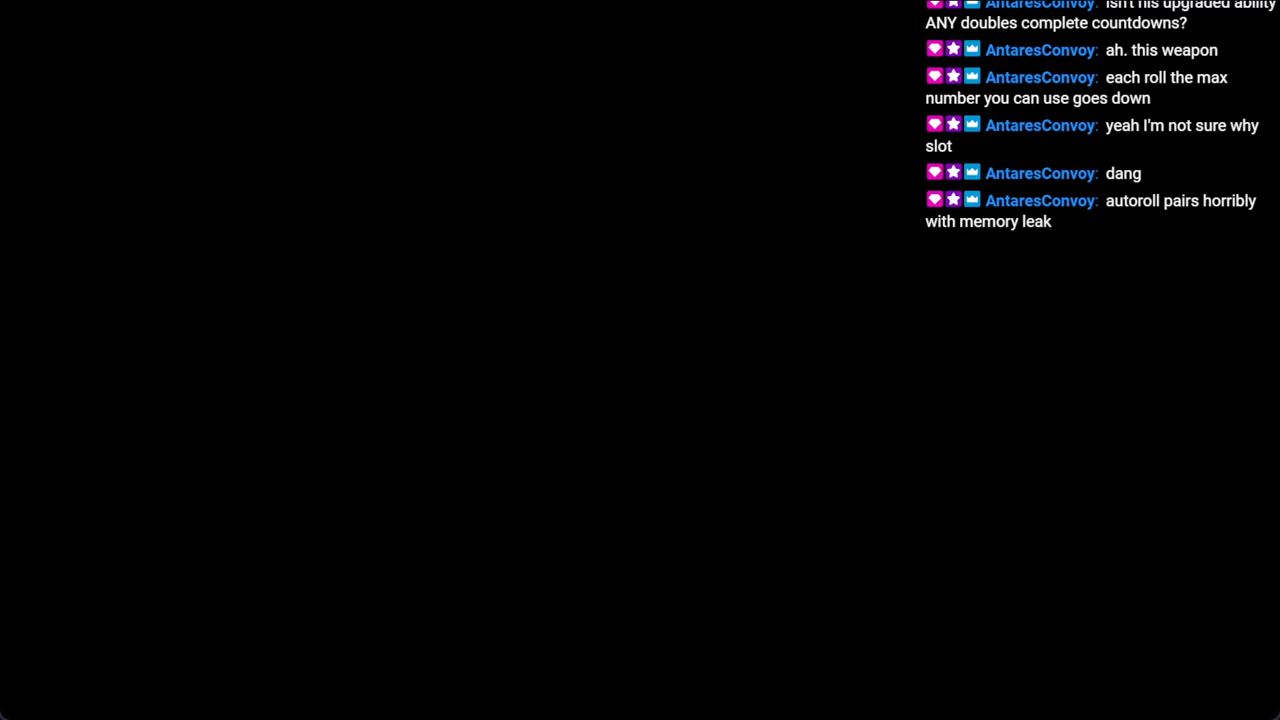 AntaresConvoy: isn't his upgraded ability
ANY doubles complete countdowns?
AntaresConvoy: ah. this weapon
AntaresConvoy: each roll the max
number you can use goes down
AntaresConvoy: yeah I'm not sure why
slot
AntaresConvoy: dang
AntaresConvoy: autoroll pairs horribly
with memory leak